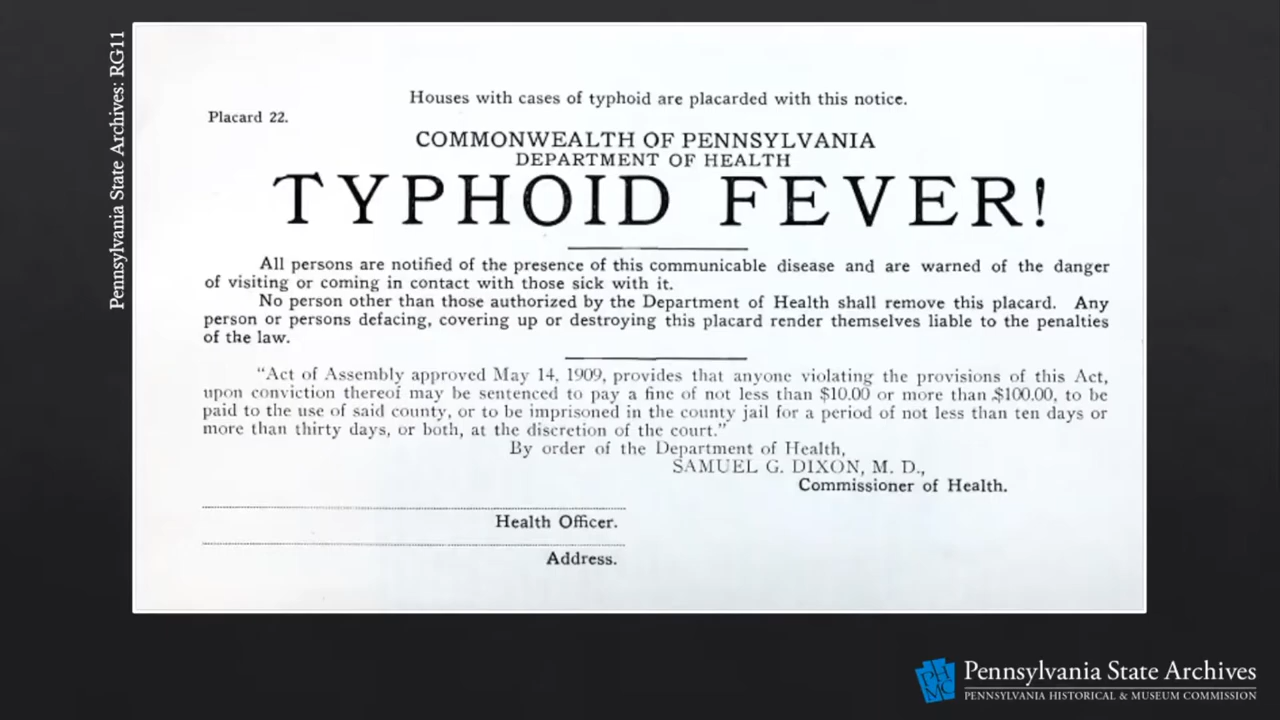 Pennsylvania State Archives: RG11
Houses with cases of typhoid are placarded with this notice.
Placard 22.
COMMONWEALTH OF PENNSYLVANIA
DEPARTMENT OF HEALTH
TYPHOID FEVER!
All persons are notified of the presence of this communicable disease and are warned of the danger
of visiting or coming in contact with those sick with it.
No person other than those authorized by the Department of Health shall remove this placard. Any
person or persons defacing, covering up or destroying this placard render themselves liable to the penalties
of the law.
"Act of Assembly approved May 14, 1909, provides that anyone violating the provisions of this Act,
upon conviction thereof may be sentenced to pay a fine of not less than $10.00 or more than $100.00, to be
paid to the use of said county, or to be imprisoned in the county jail for a period of not less than ten days or
more than thirty days, or both, at the discretion of the court."
By order of the Department of Health,
SAMUEL G. DIXON, M. D.,
Commissioner of Health.
Health Officer.
Address.
PHMC
Pennsylvania State Archives
PENNSYLVANIA HISTORICAL & MUSEUM COMMISSION